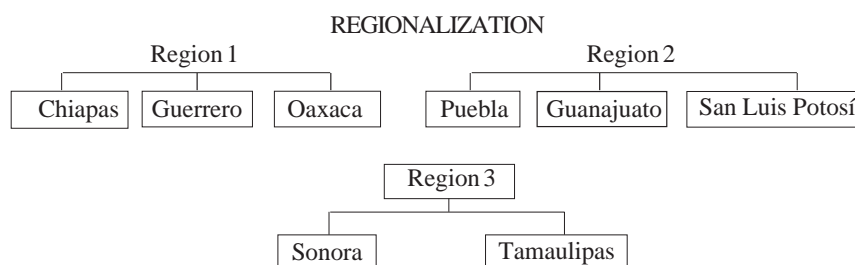 REGIONALIZATION
Region 1 Region 2
Chiapas Guerrero Oaxaca Puebla Guanajuato San Luis Potosí
Region 3
Sonora Tamaulipas